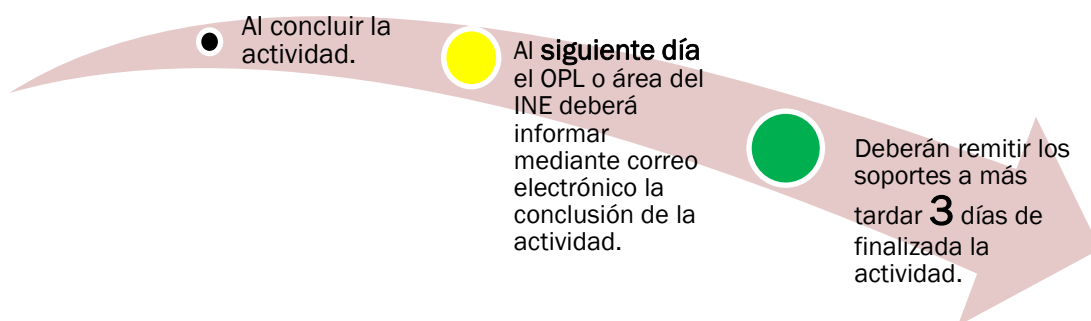 Al concluir la
actividad.
Al siguiente día
el OPL o área del
INE deberá
informar
mediante correo
electrónico la
conclusión de la
actividad.
Deberán remitir los
soportes a más
tardar 3 días de
finalizada la
actividad.